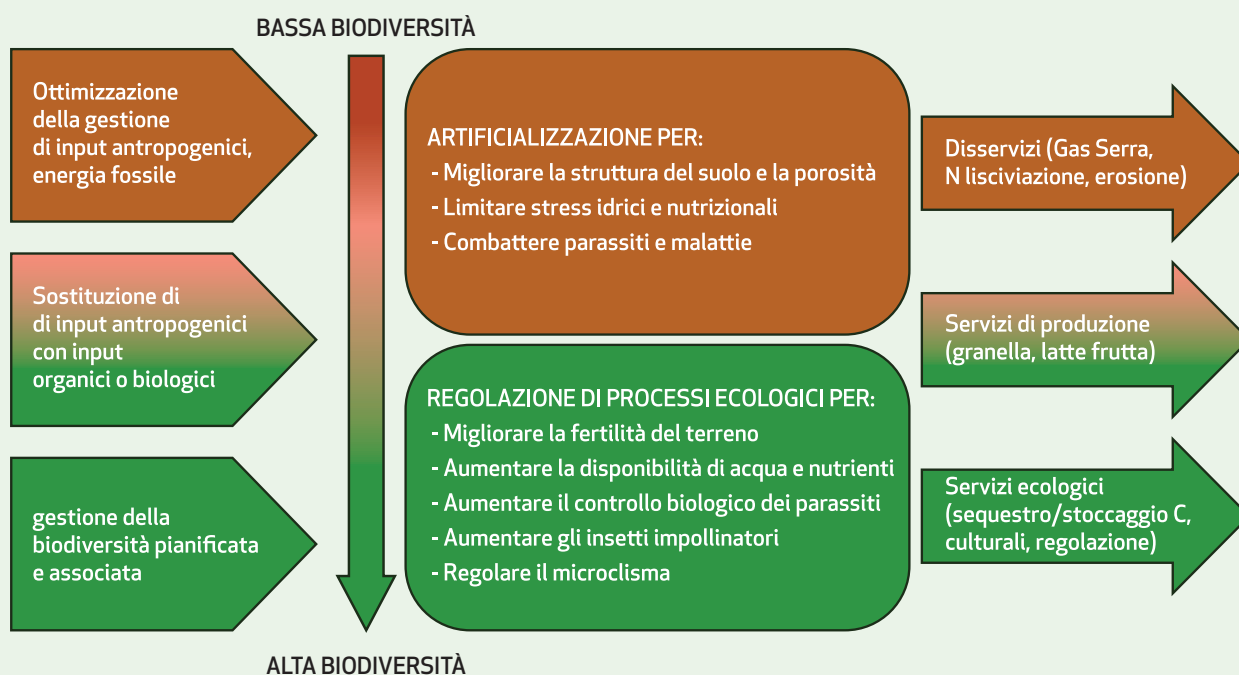 BASSA BIODIVERSITÀ
Ottimizzazione
della gestione
di input antropogenici,
energia fossile
Sostituzione di
di input antropogenici
con input
organici o biologici
gestione della
biodiversità pianificata
e associata
ARTIFICIALIZZAZIONE PER:
- Migliorare la struttura del suolo e la porosità
- Limitare stress idrici e nutrizionali
- Combattere parassiti e malattie
REGOLAZIONE DI PROCESSI ECOLOGICI PER:
- Migliorare la fertilità del terreno
- Aumentare la disponibilità di acqua e nutrienti
- Aumentare il controllo biologico dei parassiti
- Aumentare gli insetti impollinatori
- Regolare il microclisma
Disservizi (Gas Serra,
N lisciviazione, erosione)
Servizi di produzione
(granella, latte frutta)
Servizi ecologici
(sequestro/stoccaggio C,
culturali, regolazione)
ALTA BIODIVERSITÀ